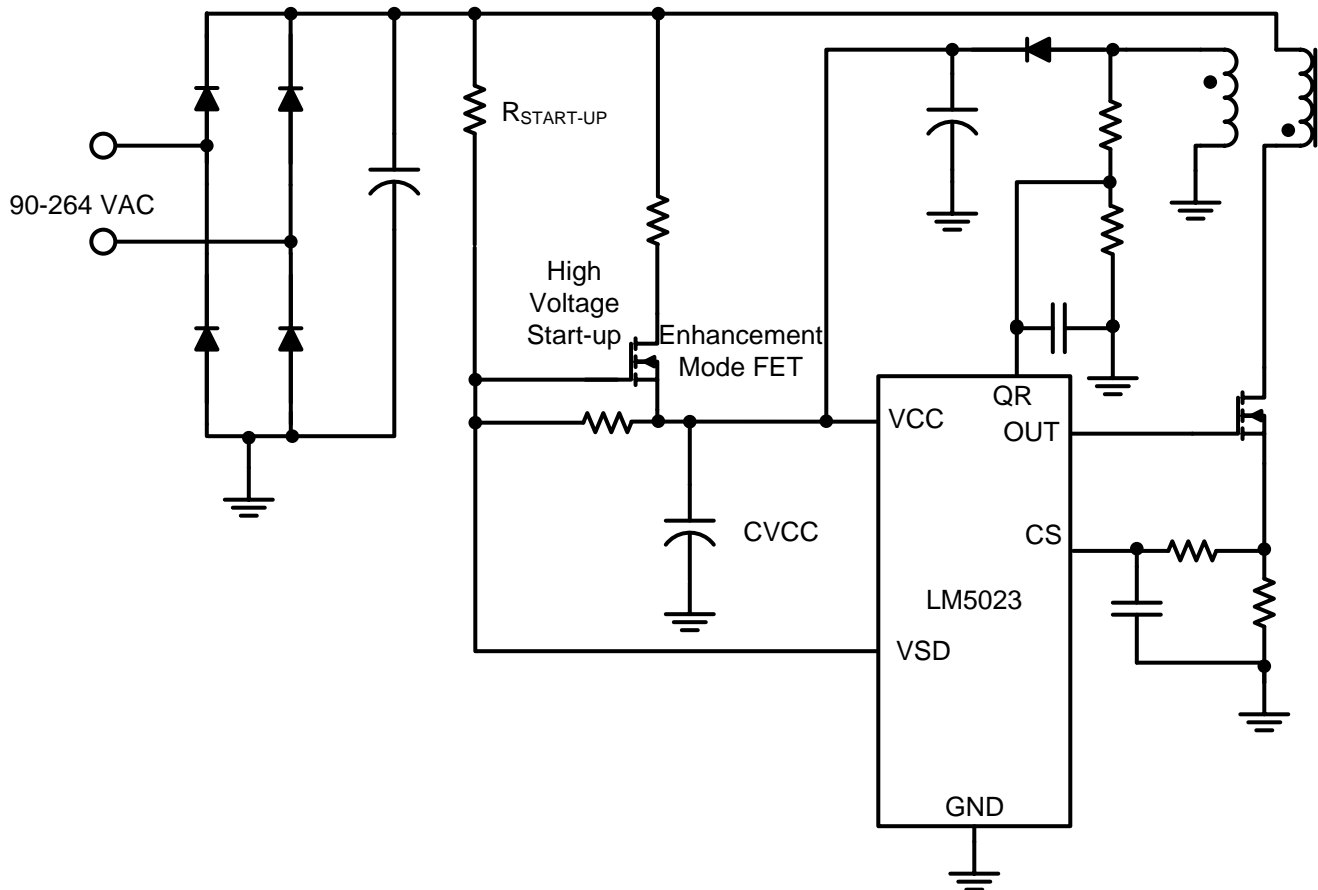 RSTART-UP
90-264 VAC
High
Voltage
Start-up
Enhancement
Mode FET
QR
VCC
OUT
CVCC
CS
LM5023
VSD
GND